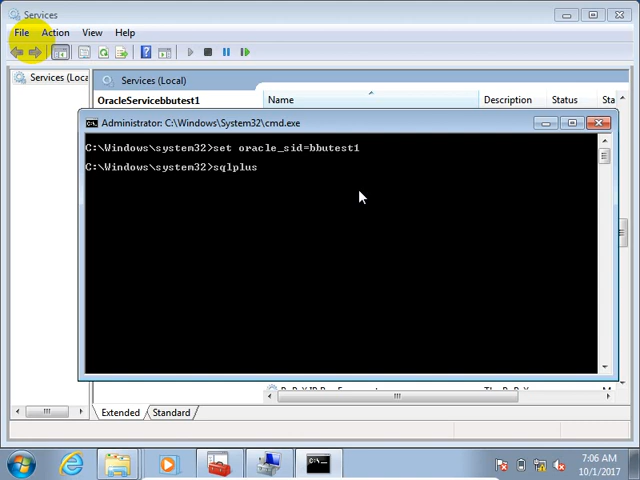 Services
File Action View Help
Services (Loca
Services (Local)
OracleServicebbutest1
Name Description Status Sta
Administrator: C:\Windows\System32\cmd.exe
C:\Windows\system32>set oracle_sid=bbutest1
C:\Windows\system32>sqlplus
Extended Standard
7:06 AM
10/1/2017